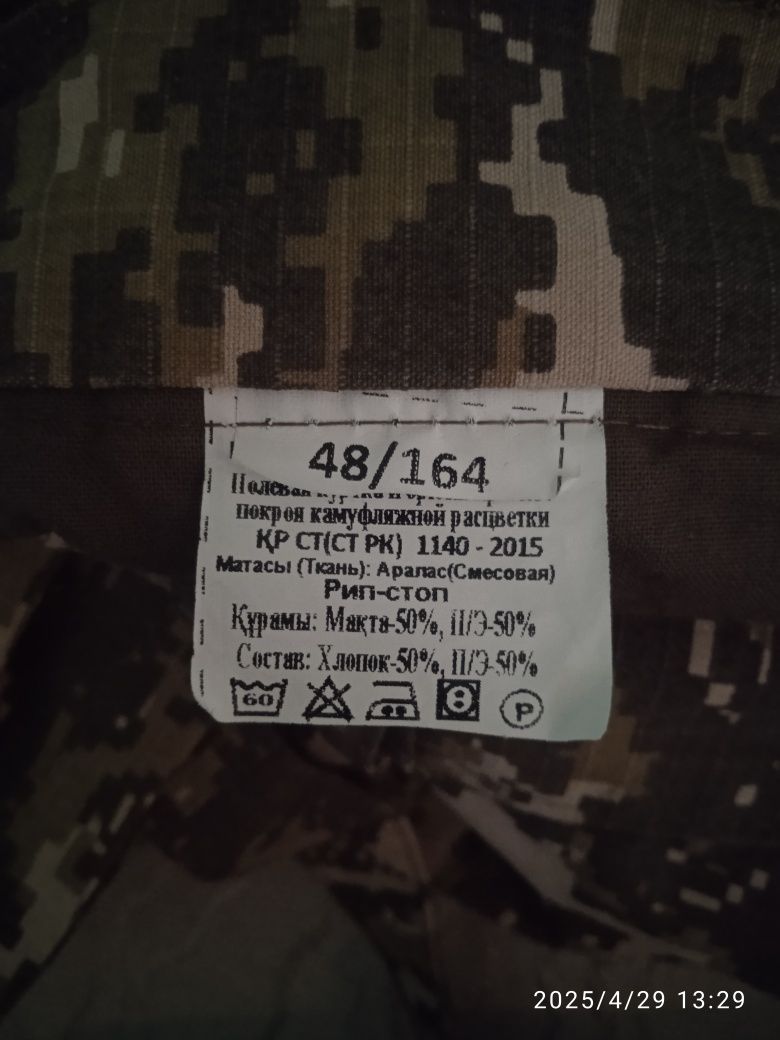 48/164
Полевая
покроя камуфляжной расцветки
ҚР СТ(СТ РК) 1140 - 2015
Матасы (Ткань): Аралас(Смесовая)
Рип-стоп
Құрамы: Мақта-50%, П/Э-50%
Состав: Хлопок-50%, П/Э-50%
60 P
2025/4/29 13:29